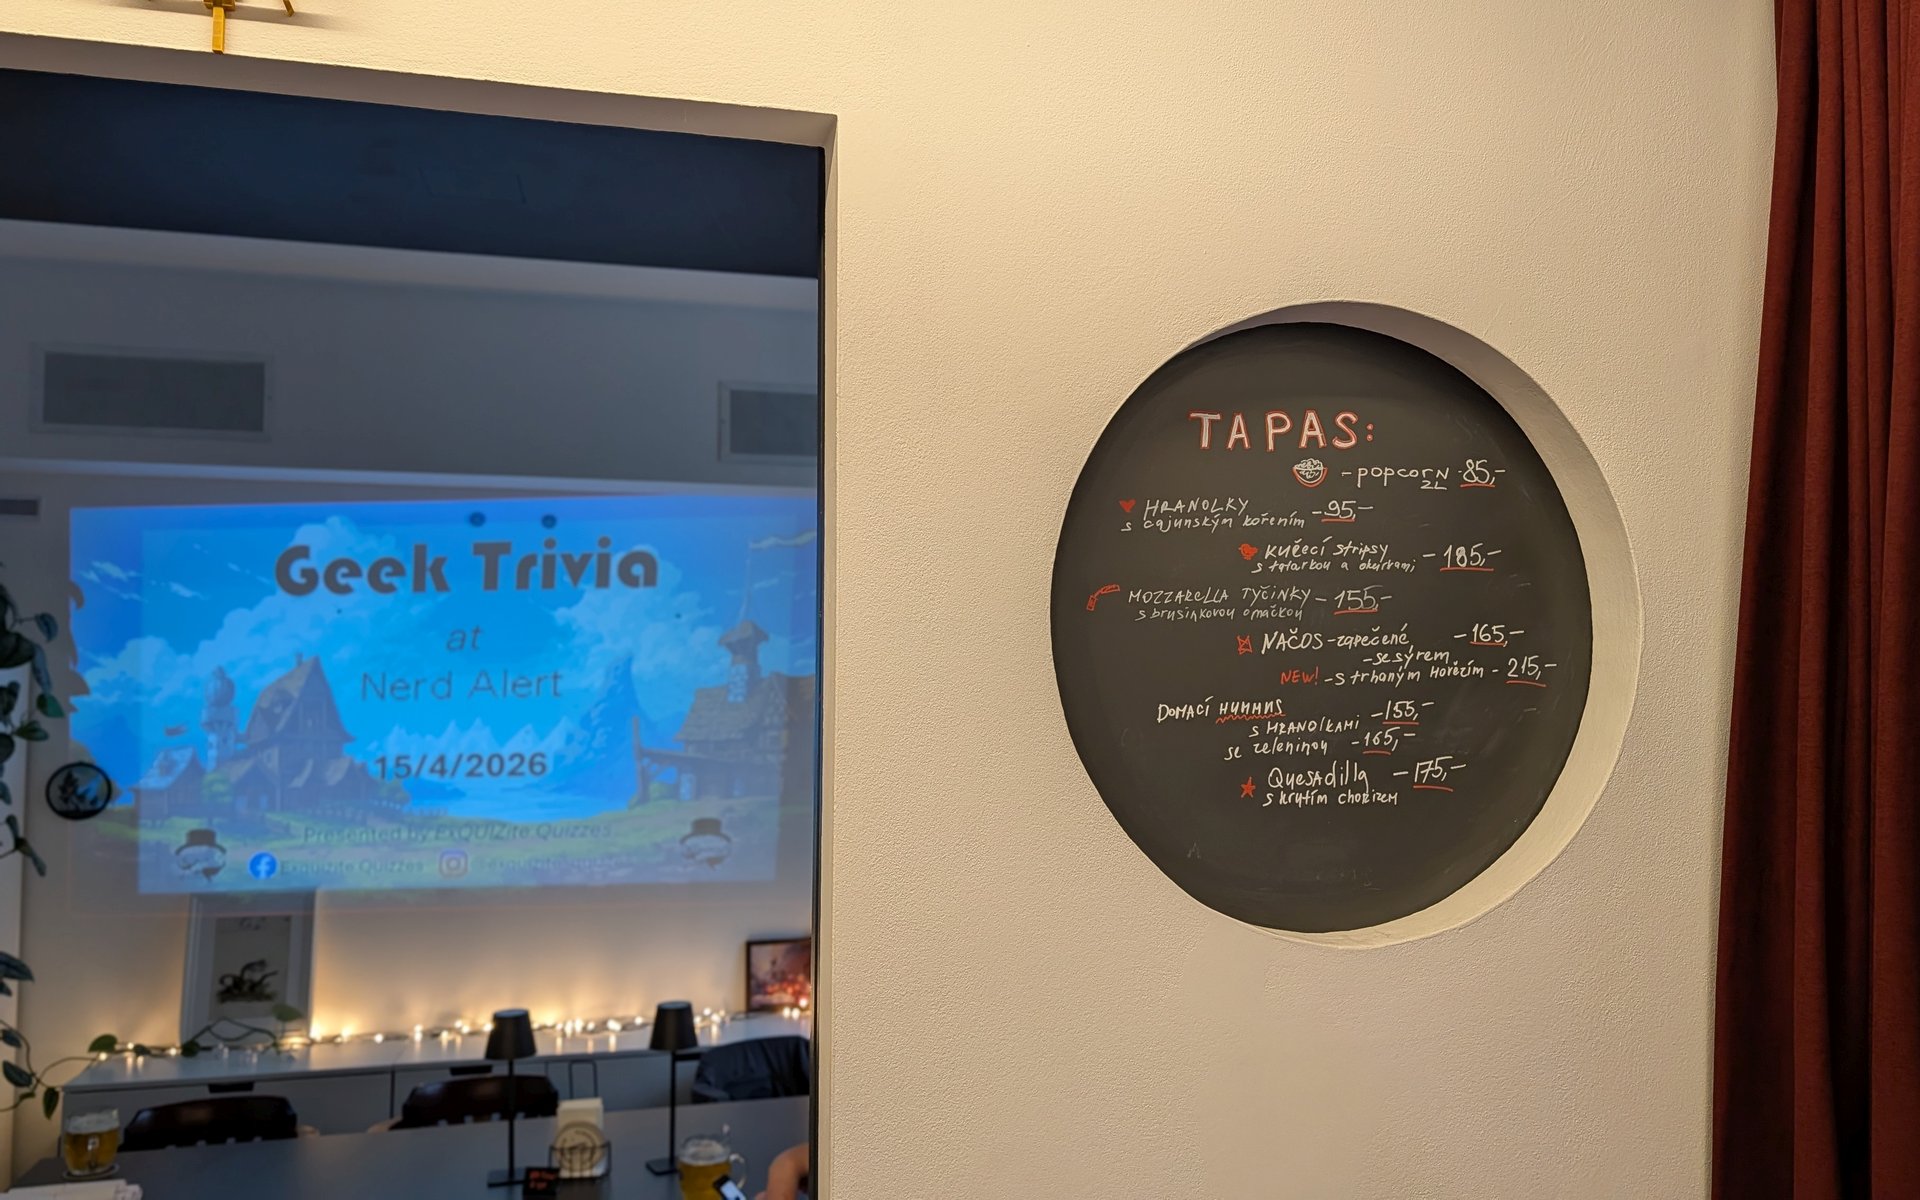 Geek Trivia
at
Nerd Alert
15/4/2026
Presented by ExQUIZite Quizzes
Exquizite Quizzes
TAPAS:
- popcorn 85,-
2L
HRANOLKY - 95,-
s cajunským kořením
KUŘECÍ stripsy - 185,-
s tatarkou a okurkami
MOZZARELLA TYČINKY - 155,-
s brusinkovou omáčkou
NAČOS - zapečené - 165,-
- se sýrem
NEW! - s trhaným Hovězím - 215,-
DOMACÍ HUMMUS
s HRANOLKAMI - 155,-
se zeleninou - 165,-
QUESAdilla - 175,-
s krutím chorizem